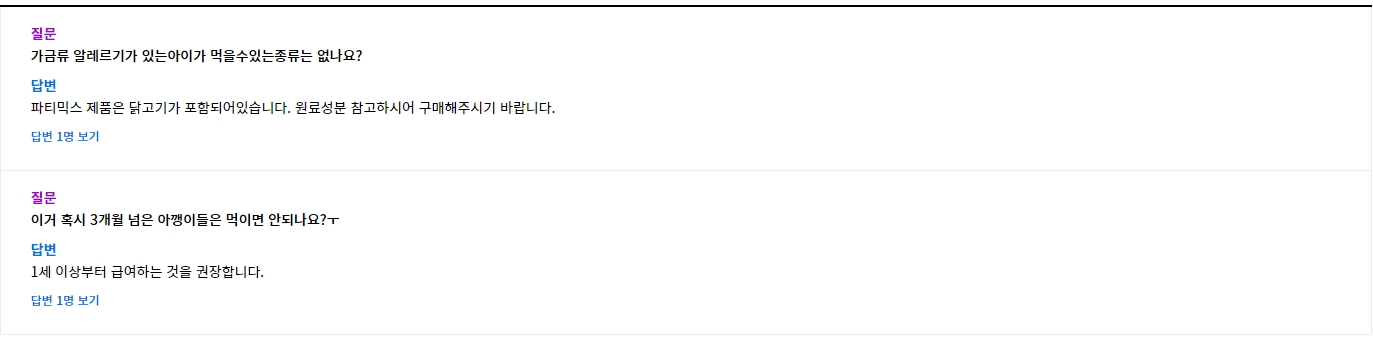 질문
가금류 알레르기가 있는아이가 먹을수있는종류는 없나요?
답변
파티믹스 제품은 닭고기가 포함되어있습니다. 원료성분 참고하시어 구매해주시기 바랍니다.
답변 1명 보기
질문
이거 혹시 3개월 넘은 아깽이들은 먹이면 안되나요?ㅜ
답변
1세 이상부터 급여하는 것을 권장합니다.
답변 1명 보기